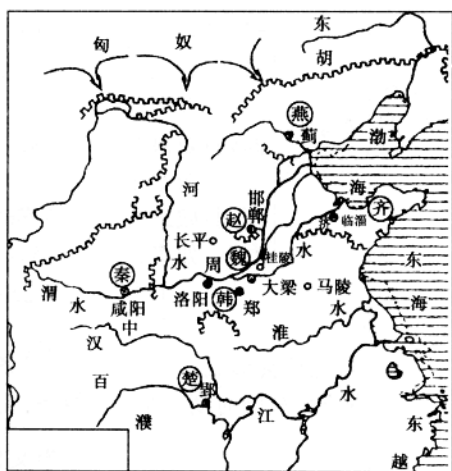 匈奴
东胡
燕
蓟
渤海
河水
邯郸
赵
齐
临淄
长平
魏
桂陵
水
周
秦
咸阳
渭水
洛阳
韩
郑
大梁
马陵
东海
汉中
淮水
楚
郢
江水
百濮
东越